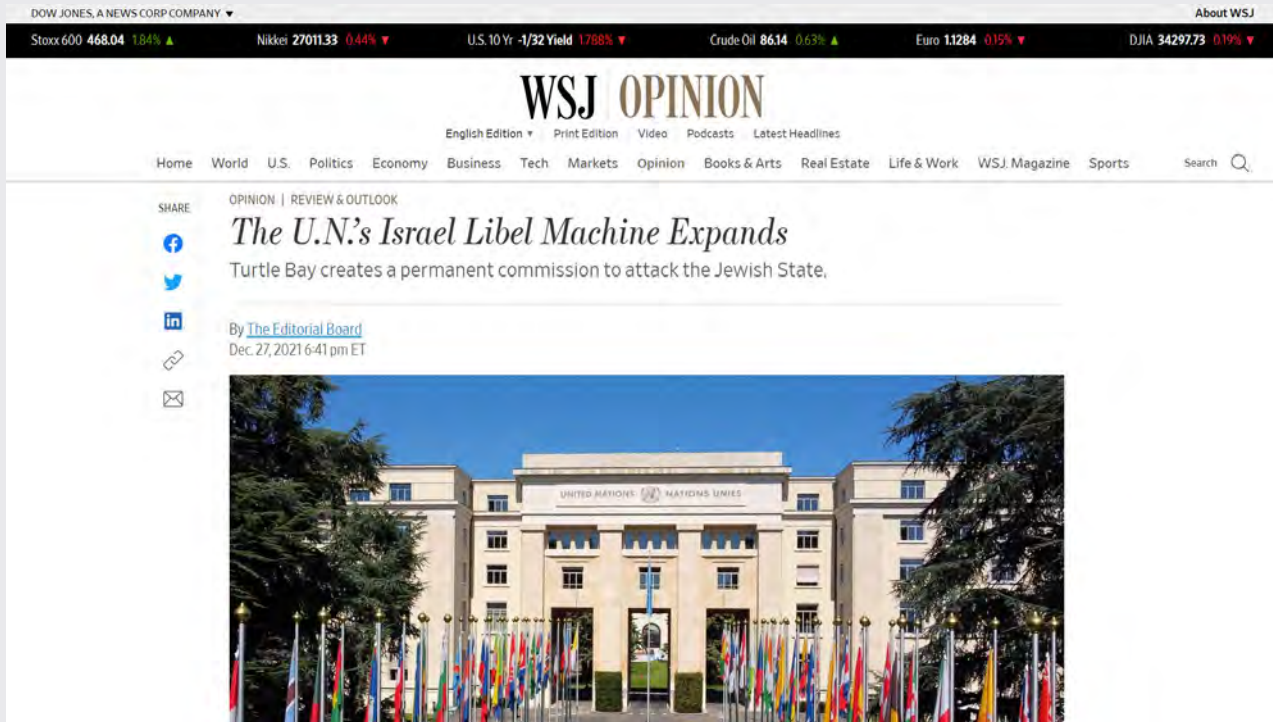 DOW JONES, A NEWS CORP COMPANY
About WSJ
Stoxx 600 468.04 1.84% Nikkei 27011.33 0.44% U.S. 10 Yr -1/32 Yield 1.788% Crude Oil 86.14 0.63% Euro 1.1284 0.15% DJIA 34297.73 0.19%
WSJ OPINION
English Edition Print Edition Video Podcasts Latest Headlines
Home World U.S. Politics Economy Business Tech Markets Opinion Books & Arts Real Estate Life & Work WSJ. Magazine Sports Search
SHARE
OPINION | REVIEW & OUTLOOK
The U.N.'s Israel Libel Machine Expands
Turtle Bay creates a permanent commission to attack the Jewish State.
By The Editorial Board
Dec. 27, 2021 6:41 pm ET
UNITED NATIONS NATIONS UNIES